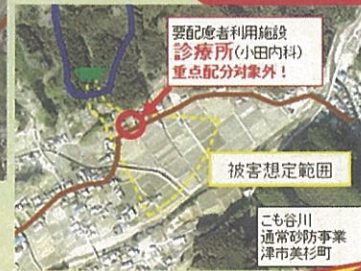 要配慮者利用施設
診療所(小田内科)
重点配分対象外!
被害想定範囲
こも谷川
通常砂防事業
津市美杉町